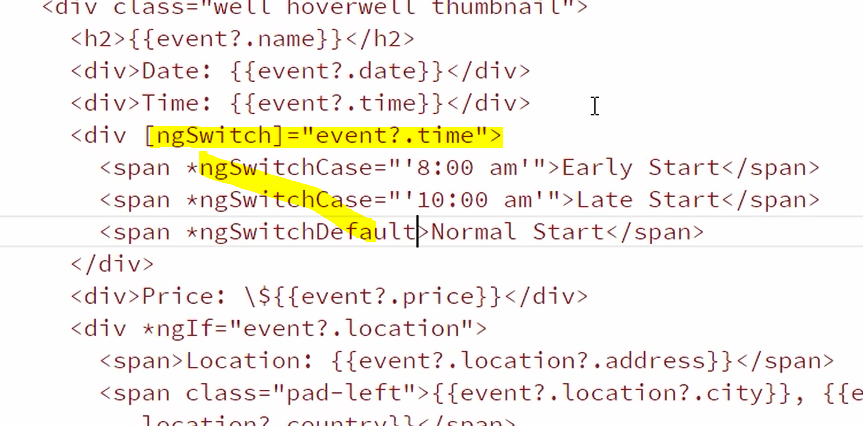 <div class="well hoverwell thumbnail">
<h2>{{event?.name}}</h2>
<div>Date: {{event?.date}}</div>
<div>Time: {{event?.time}}</div>
<div [ngSwitch]="event?.time">
<span *ngSwitchCase="'8:00 am'">Early Start</span>
<span *ngSwitchCase="'10:00 am'">Late Start</span>
<span *ngSwitchDefault>Normal Start</span>
</div>
<div>Price: \${{event?.price}}</div>
<div *ngIf="event?.location">
<span>Location: {{event?.location?.address}}</span>
<span class="pad-left">{{event?.location?.city}}, {{e
location?.country}}</span>